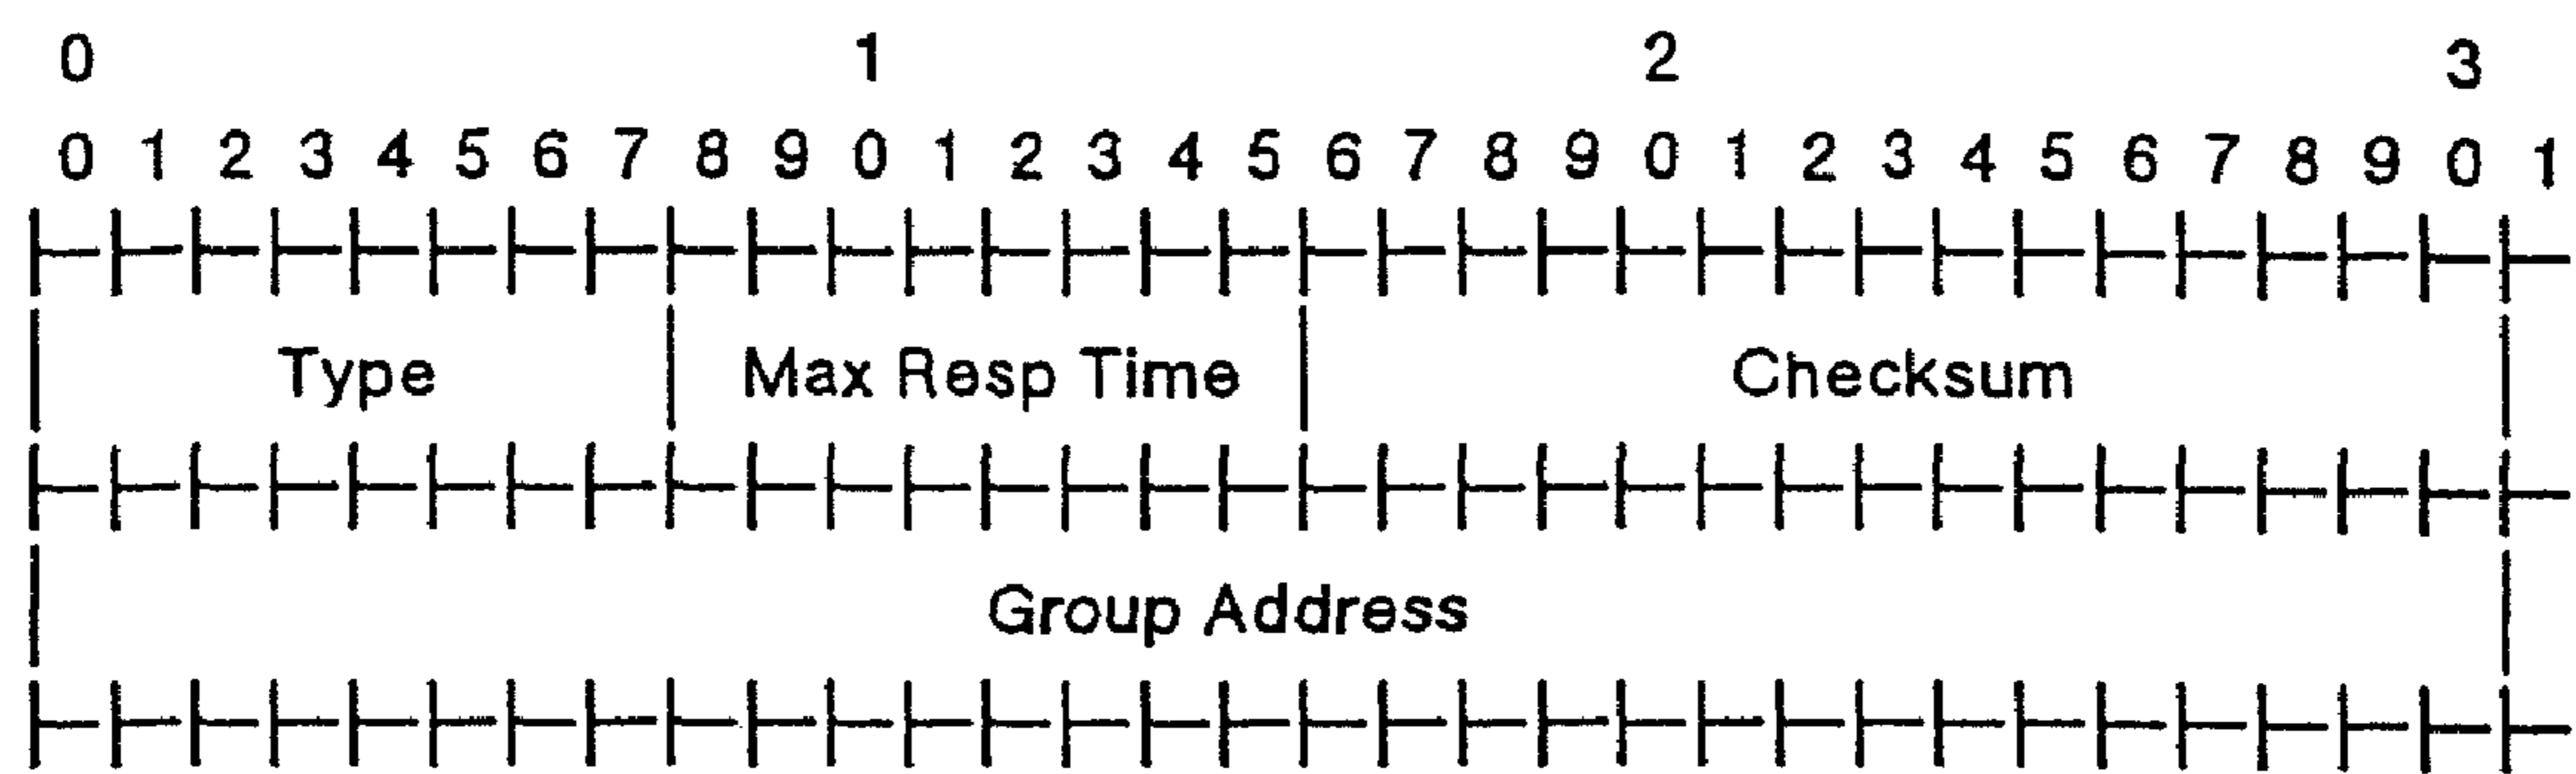 0 1 2 3
0 1 2 3 4 5 6 7 8 9 0 1 2 3 4 5 6 7 8 9 0 1 2 3 4 5 6 7 8 9 0 1
Type Max Resp Time Checksum
Group Address